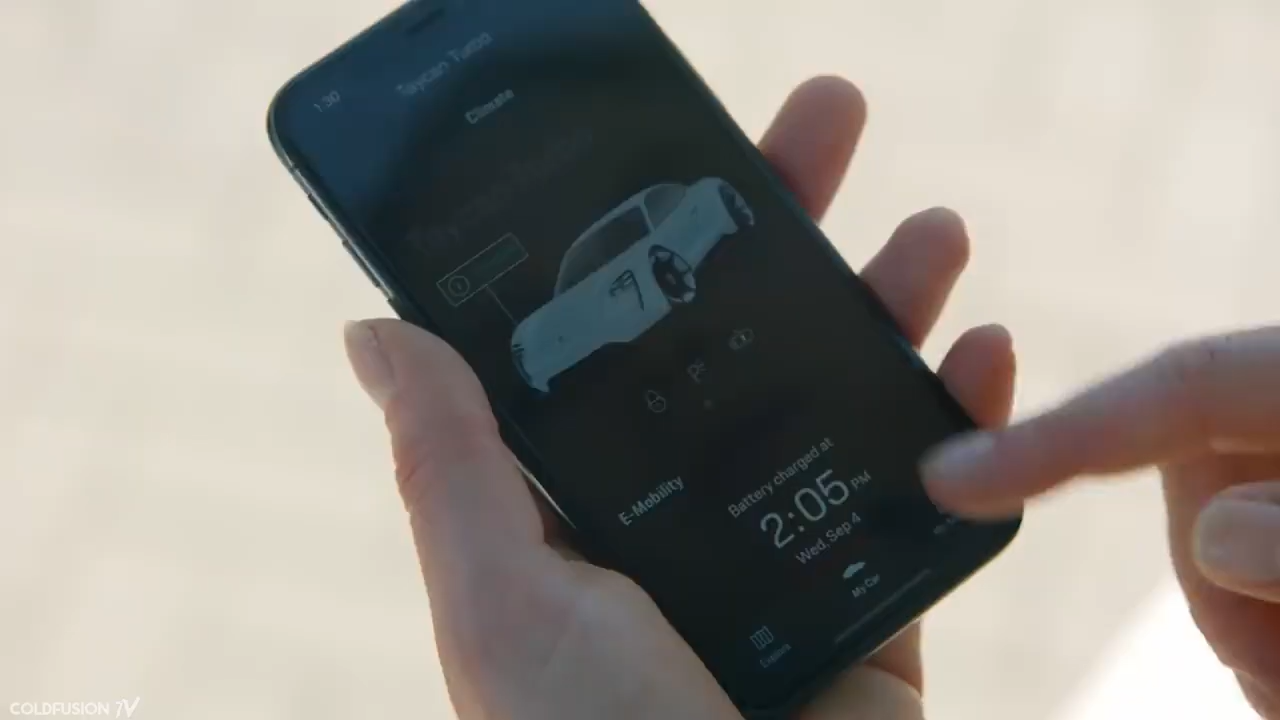 1:30
Taycan Turbo
Climate
E-Mobility
Battery charged at
2:05 PM
Wed, Sep 4
My Car
Explore
COLDFUSION TV